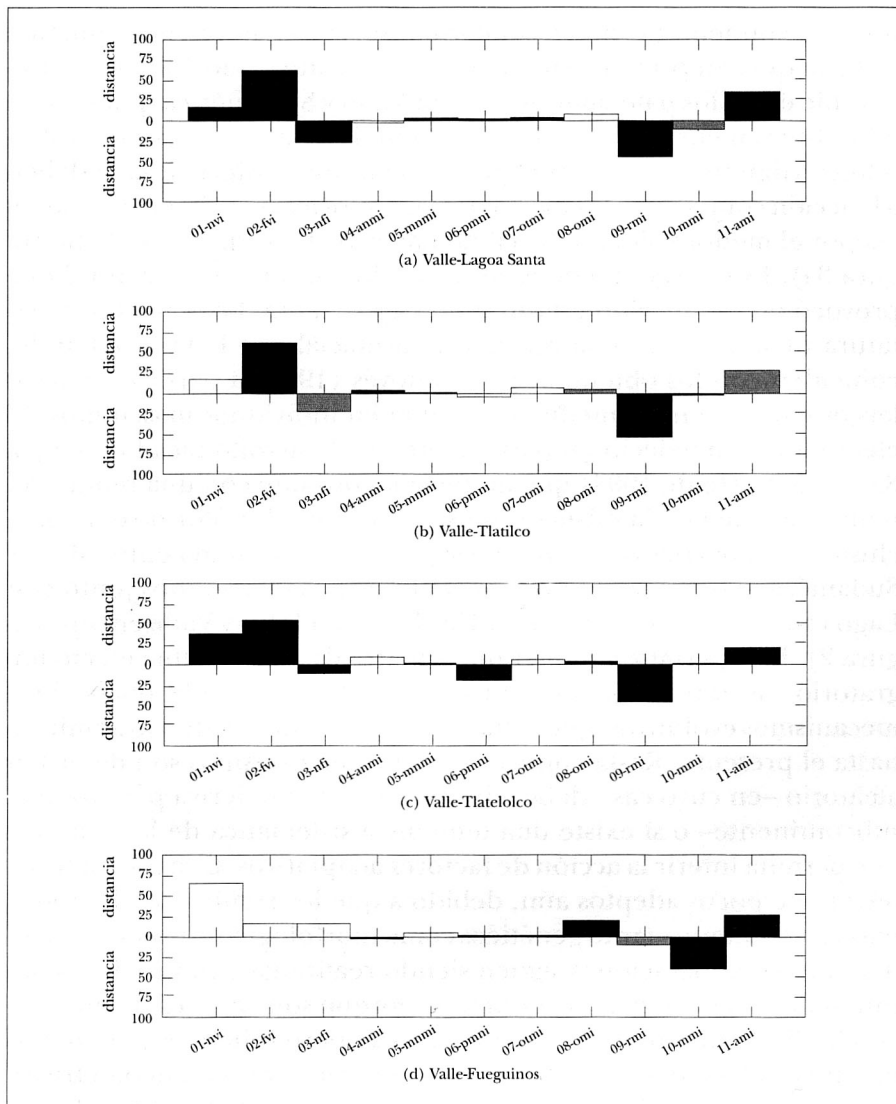 distancia
distancia
100
75
50
25
0
25
50
75
100
01-nvi
02-fvi
03-nfi
04-anmi
05-mnmi
06-pmni
07-otmi
08-omi
09-rmi
10-mmi
11-ami
(a) Valle-Lagoa Santa
distancia
distancia
100
75
50
25
0
25
50
75
100
01-nvi
02-fvi
03-nfi
04-anmi
05-mnmi
06-pmni
07-otmi
08-omi
09-rmi
10-mmi
11-ami
(b) Valle-Tlatilco
distancia
distancia
100
75
50
25
0
25
50
75
100
01-nvi
02-fvi
03-nfi
04-anmi
05-mnmi
06-pmni
07-otmi
08-omi
09-rmi
10-mmi
11-ami
(c) Valle-Tlatelolco
distancia
distancia
100
75
50
25
0
25
50
75
100
01-nvi
02-fvi
03-nfi
04-anmi
05-mnmi
06-pmni
07-otmi
08-omi
09-rmi
10-mmi
11-ami
(d) Valle-Fueguinos